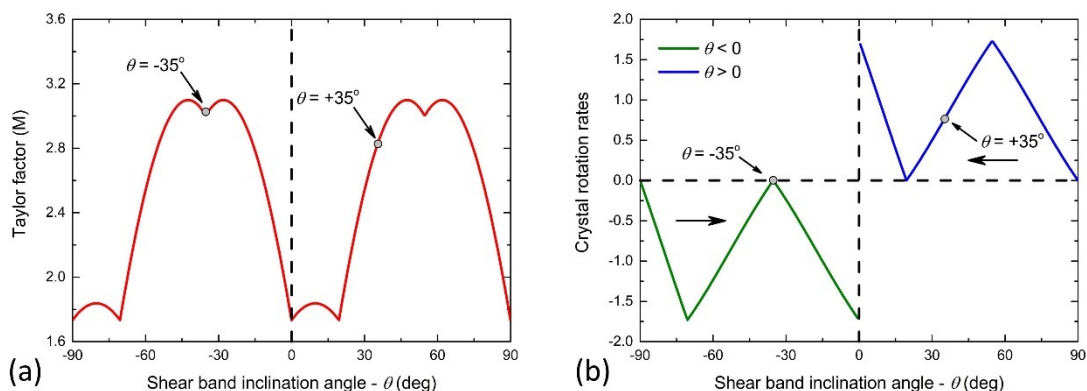 3.6
3.2
2.8
2.4
2.0
1.6
Taylor factor (M)
θ = -35°
θ = +35°
-90
-60
-30
0
30
60
90
Shear band inclination angle - θ (deg)
(a)
2.0
1.5
1.0
0.5
0.0
-0.5
-1.0
-1.5
-2.0
Crystal rotation rates
θ < 0
θ > 0
θ = -35°
θ = +35°
-90
-60
-30
0
30
60
90
Shear band inclination angle - θ (deg)
(b)